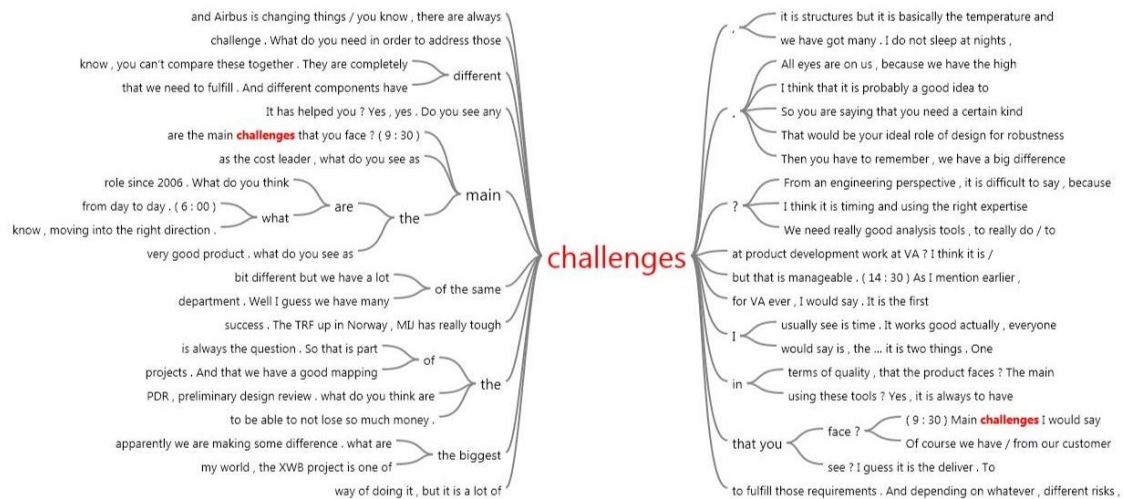 and Airbus is changing things / you know , there are always
challenge . What do you need in order to address those
know , you can't compare these together . They are completely
that we need to fulfill . And different components have
different
It has helped you ? Yes , yes . Do you see any
are the main challenges that you face ? ( 9 : 30 )
as the cost leader , what do you see as
role since 2006 . What do you think
from day to day . ( 6 : 00 )
know , moving into the right direction .
what
are
very good product . what do you see as
the
main
bit different but we have a lot
department . Well I guess we have many
of the same
success . The TRF up in Norway , MIJ has really tough
is always the question . So that is part
projects . And that we have a good mapping
of
PDR , preliminary design review . what do you think are
to be able to not lose so much money .
the
apparently we are making some difference . what are
my world , the XWB project is one of
the biggest
way of doing it , but it is a lot of
challenges
,
it is structures but it is basically the temperature and
we have got many . I do not sleep at nights ,
.
All eyes are on us , because we have the high
I think that it is probably a good idea to
So you are saying that you need a certain kind
That would be your ideal role of design for robustness
Then you have to remember , we have a big difference
?
From an engineering perspective , it is difficult to say , because
I think it is timing and using the right expertise
We need really good analysis tools , to really do / to
at product development work at VA ? I think it is /
but that is manageable . ( 14 : 30 ) As I mention earlier ,
for VA ever , I would say . It is the first
I
usually see is time . It works good actually , everyone
would say is , the ... it is two things . One
in
terms of quality , that the product faces ? The main
using these tools ? Yes , it is always to have
that you
face ?
( 9 : 30 ) Main challenges I would say
Of course we have / from our customer
see ? I guess it is the deliver . To
to fulfill those requirements . And depending on whatever , different risks ,